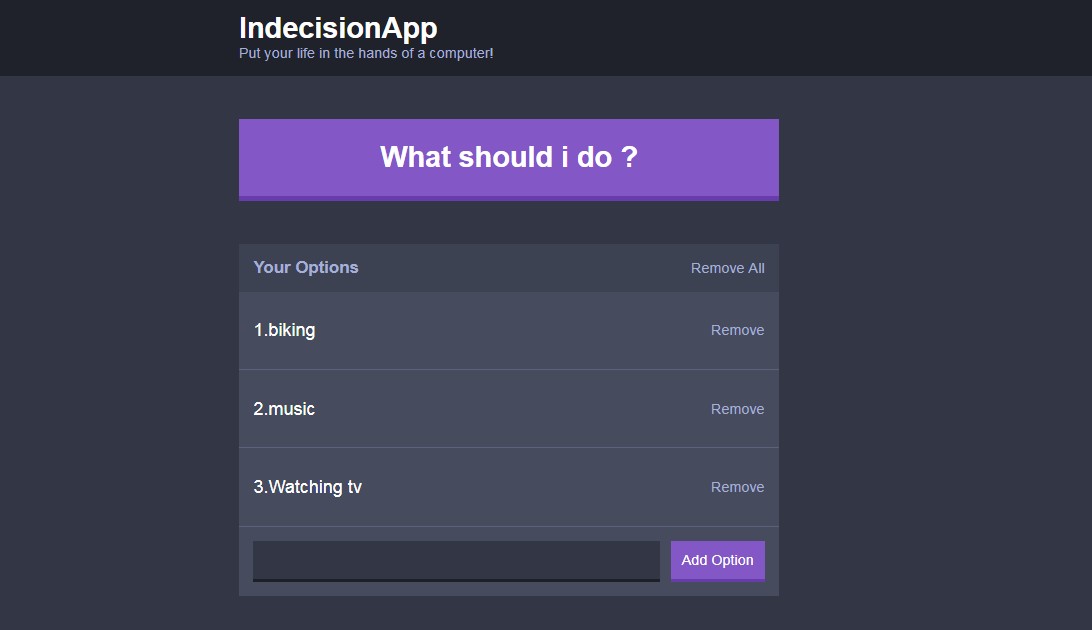 IndecisionApp
Put your life in the hands of a computer!
What should i do ?
Your Options Remove All
1.biking Remove
2.music Remove
3.Watching tv Remove
Add Option